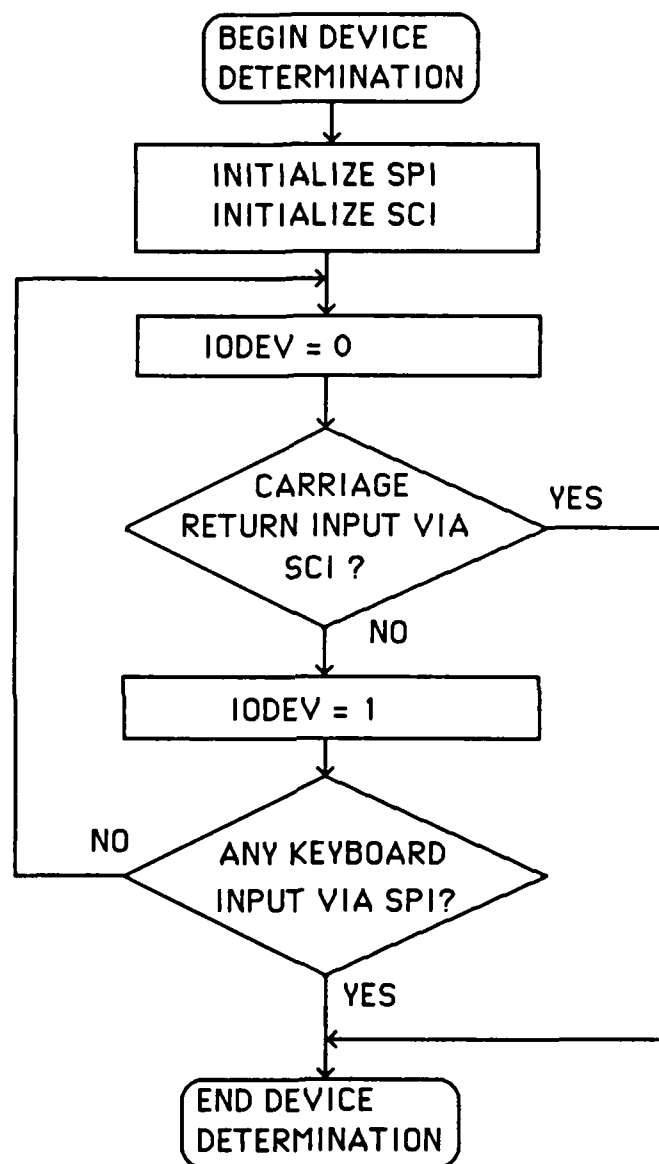 BEGIN DEVICE
DETERMINATION
INITIALIZE SPI
INITIALIZE SCI
IODEV = 0
CARRIAGE
RETURN INPUT VIA
SCI ?
YES
NO
IODEV = 1
NO
ANY KEYBOARD
INPUT VIA SPI?
YES
END DEVICE
DETERMINATION